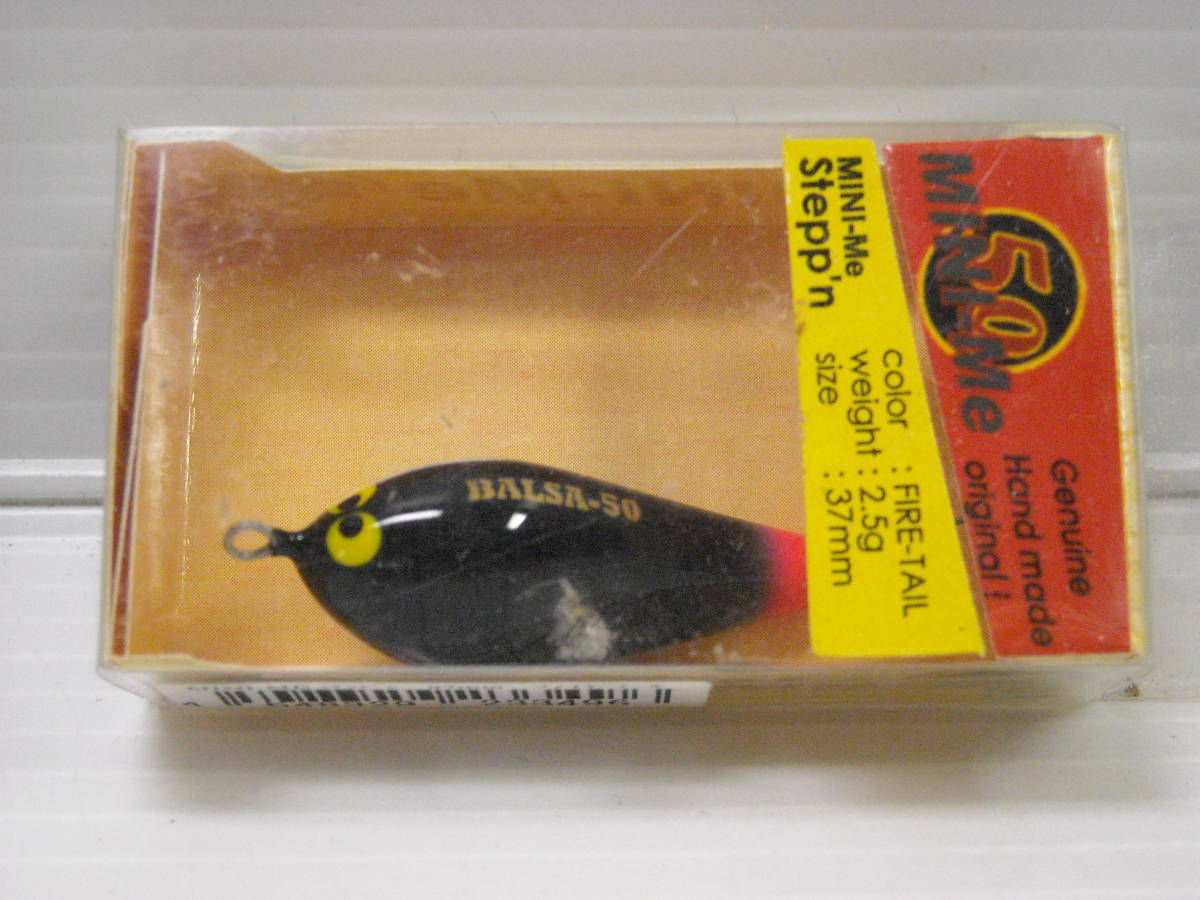 50
MINI-Me
Genuine
Hand made
original!
MINI-Me
Stepp'n
color : FIRE-TAIL
weight : 2.5g
size : 37mm
BALSA-50